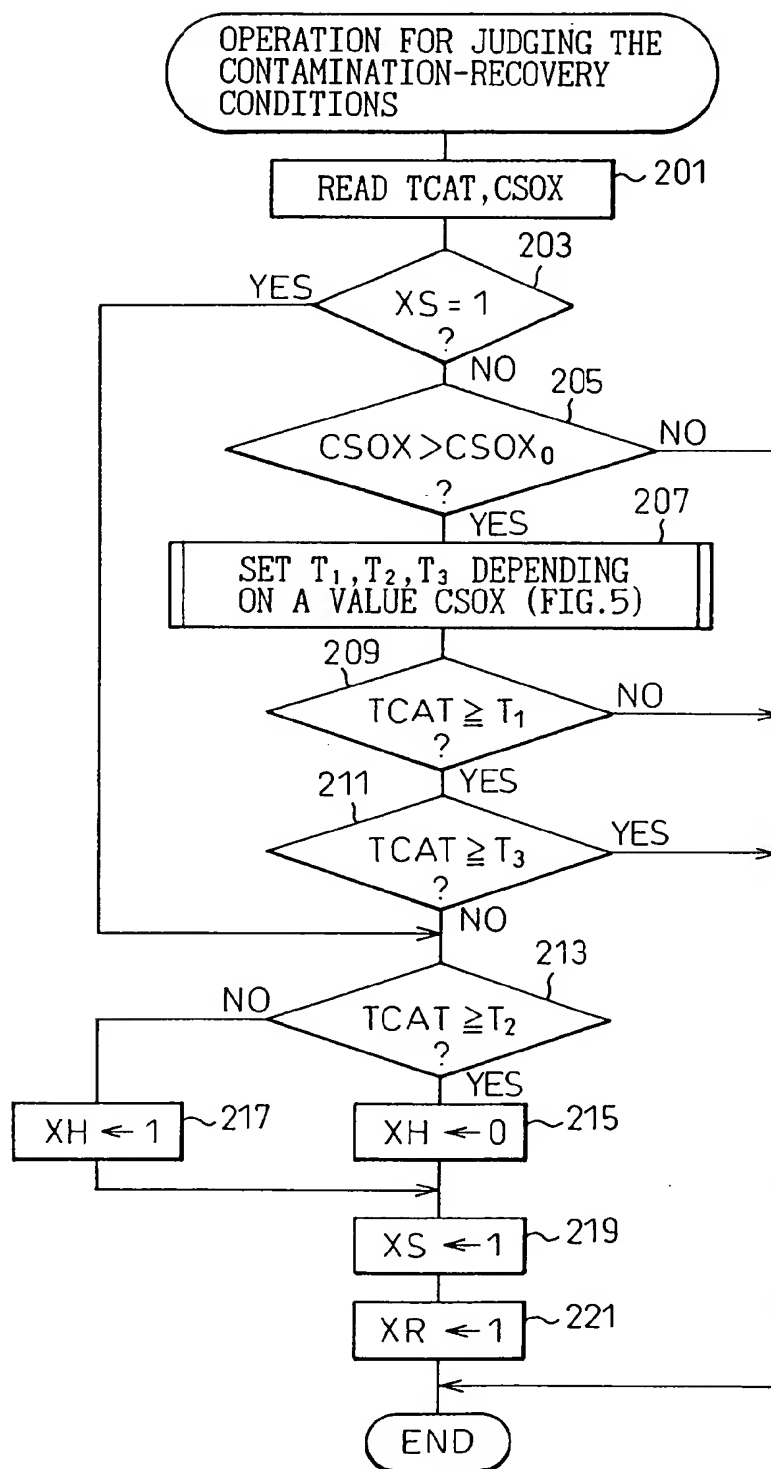 OPERATION FOR JUDGING THE
CONTAMINATION-RECOVERY
CONDITIONS
READ TCAT,CSOX
201
203
YES
XS = 1
?
NO
205
CSOX > CSOX₀
NO
?
YES
207
SET T₁,T₂,T₃ DEPENDING
ON A VALUE CSOX (FIG.5)
209
TCAT ≧ T₁
NO
?
YES
211
TCAT ≧ T₃
YES
?
NO
213
NO
TCAT ≧ T₂
?
YES
XH ← 1
217
XH ← 0
215
XS ← 1
219
XR ← 1
221
END